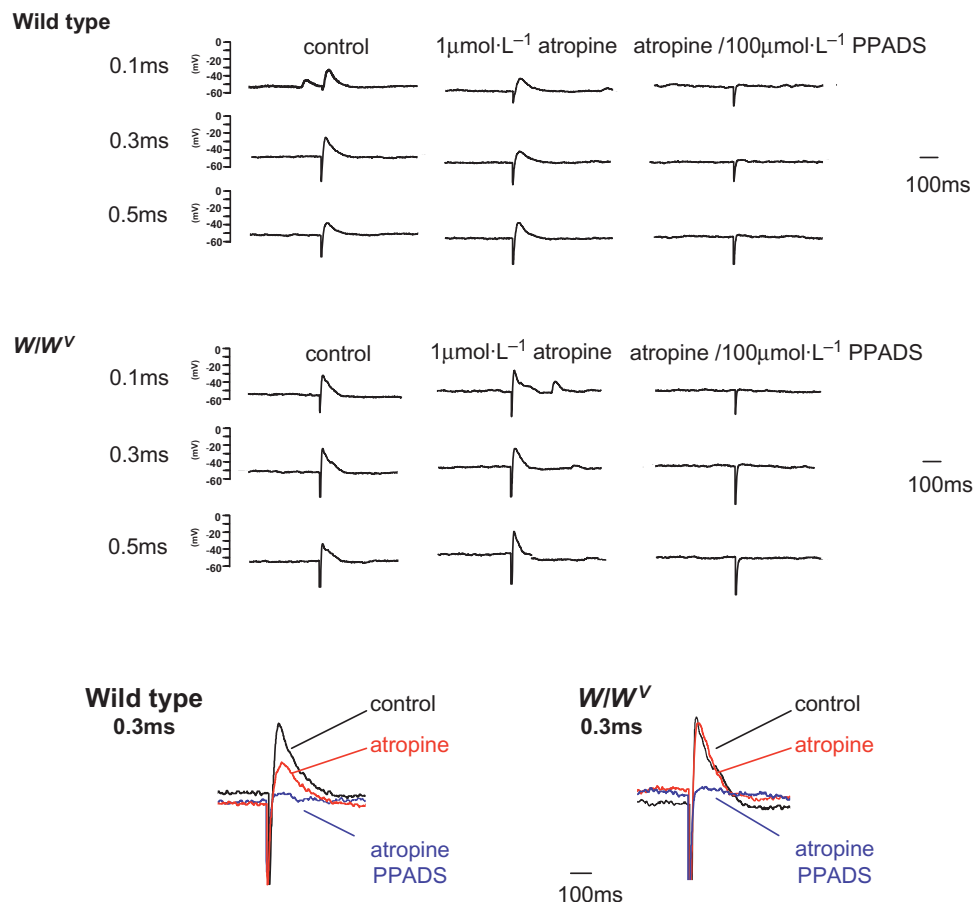 Wild type
control 1μmol·L⁻¹ atropine atropine /100μmol·L⁻¹ PPADS
0.1ms
0
-20
-40
-60
(mV)
0.3ms
0
-20
-40
-60
(mV)
100ms
0.5ms
0
-20
-40
-60
(mV)
W/Wⱽ
control 1μmol·L⁻¹ atropine atropine /100μmol·L⁻¹ PPADS
0.1ms
0
-20
-40
-60
(mV)
0.3ms
0
-20
-40
-60
(mV)
100ms
0.5ms
0
-20
-40
-60
(mV)
Wild type
0.3ms
control
atropine
atropine
PPADS
100ms
W/Wⱽ
0.3ms
control
atropine
atropine
PPADS